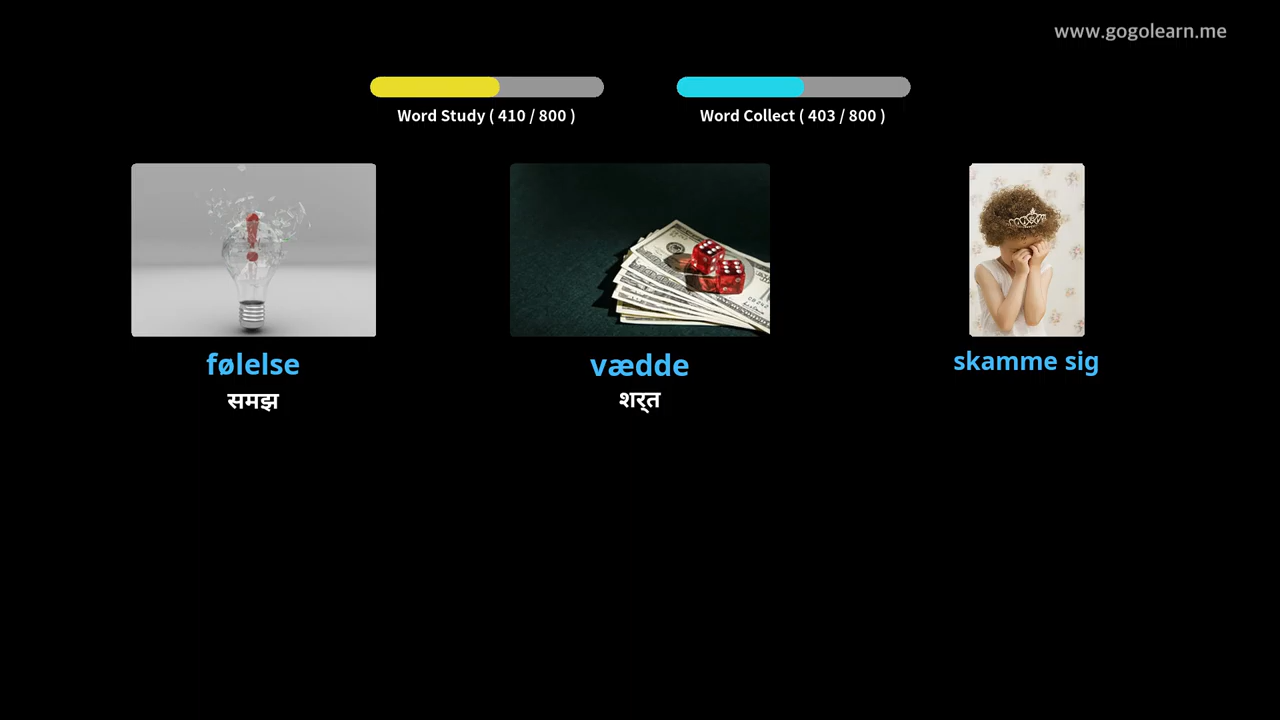 www.gogolearn.me
Word Study ( 410 / 800 )
Word Collect ( 403 / 800 )
følelse
vædde
skamme sig
समझ
शर्त